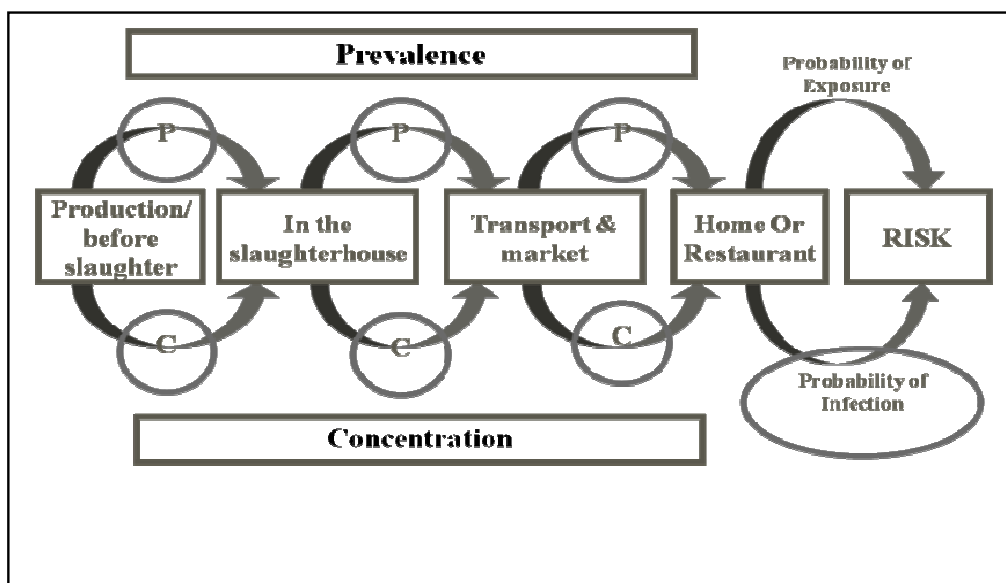 Prevalence
Probability of
Exposure
P
P
P
Production/
before
slaughter
In the
slaughterhouse
Transport &
market
Home Or
Restaurant
RISK
C
C
C
Probability of
Infection
Concentration